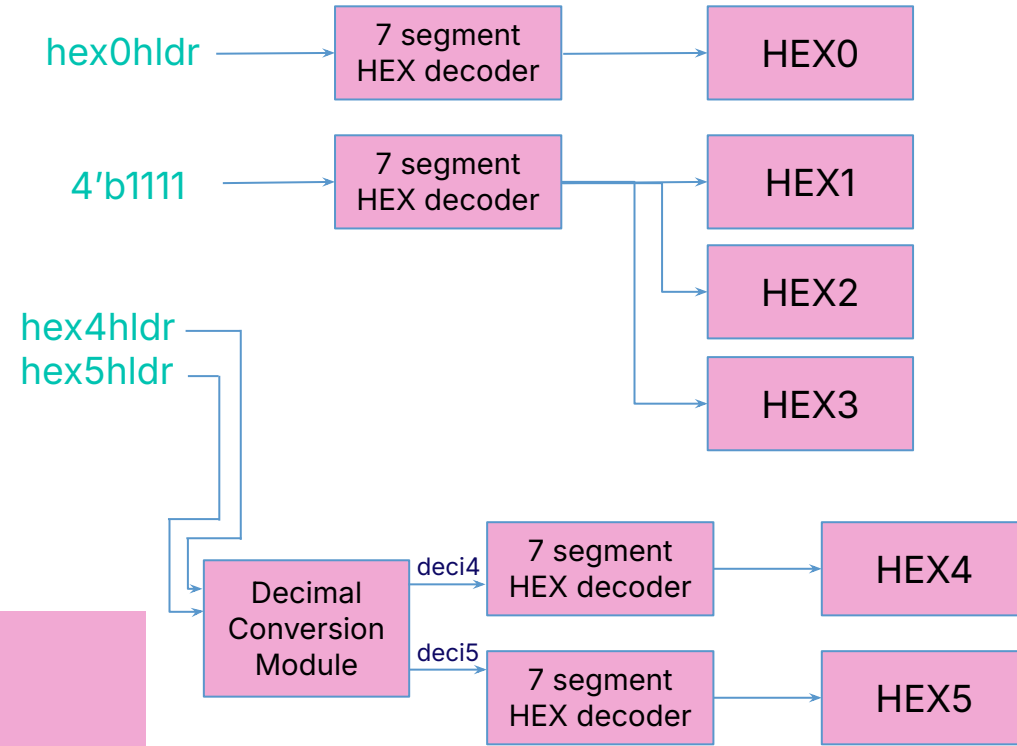 hex0hldr
7 segment
HEX decoder
HEX0
4’b1111
7 segment
HEX decoder
HEX1
HEX2
hex4hldr
hex5hldr
HEX3
Decimal
Conversion
Module
deci4
7 segment
HEX decoder
HEX4
deci5
7 segment
HEX decoder
HEX5